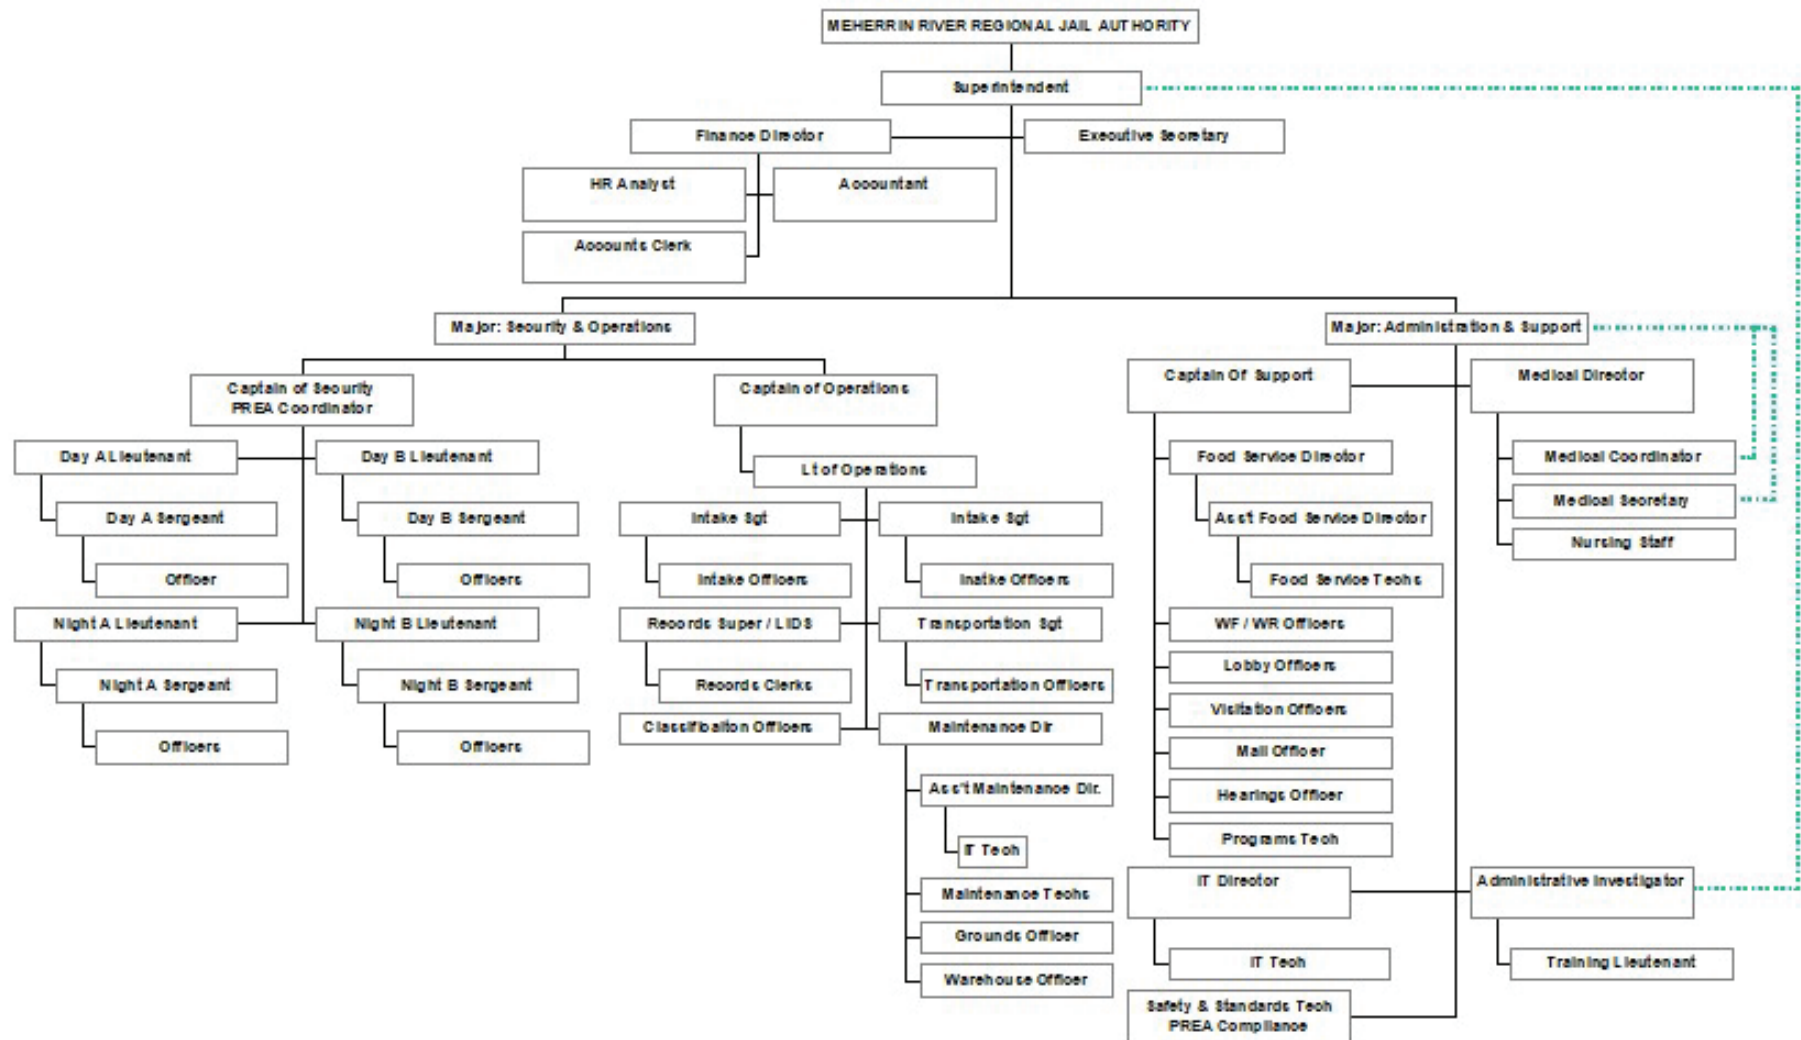 MEHERRIN RIVER REGIONAL JAIL AUTHORITY
Superintendent
Finance Director
Executive Secretary
HR Analyst
Accountant
Accounts Clerk
Major: Security & Operations
Major: Administration & Support
Captain of Security
PREA Coordinator
Captain of Operations
Captain Of Support
Medical Director
Day A Lieutenant
Day B Lieutenant
Lt of Operations
Food Service Director
Medical Coordinator
Day A Sergeant
Day B Sergeant
Intake Sgt
Intake Sgt
Ass't Food Service Director
Medical Secretary
Nursing Staff
Officer
Officers
Intake Officers
Inatke Officers
Food Service Techs
Night A Lieutenant
Night B Lieutenant
Records Super / LIDS
Transportation Sgt
WF / WR Officers
Lobby Officers
Night A Sergeant
Night B Sergeant
Records Clerks
Transportation Officers
Visitation Officers
Classificaiton Officers
Maintenance Dir
Officers
Officers
Mail Officer
Ass't Maintenance Dir.
Hearings Officer
IT Tech
Programs Tech
Maintenance Techs
IT Director
Administrative Investigator
Grounds Officer
Warehouse Officer
IT Tech
Training Lieutenant
Safety & Standards Tech
PREA Compliance